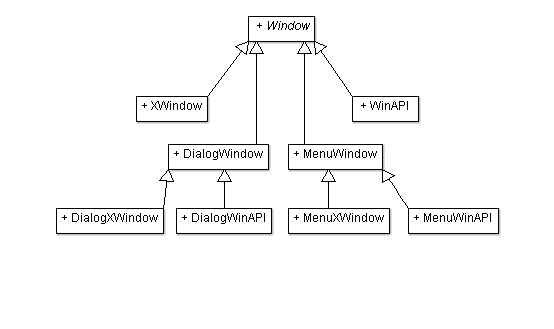 + Window
+ XWindow
+ WinAPI
+ DialogWindow
+ MenuWindow
+ DialogXWindow
+ DialogWinAPI
+ MenuXWindow
+ MenuWinAPI